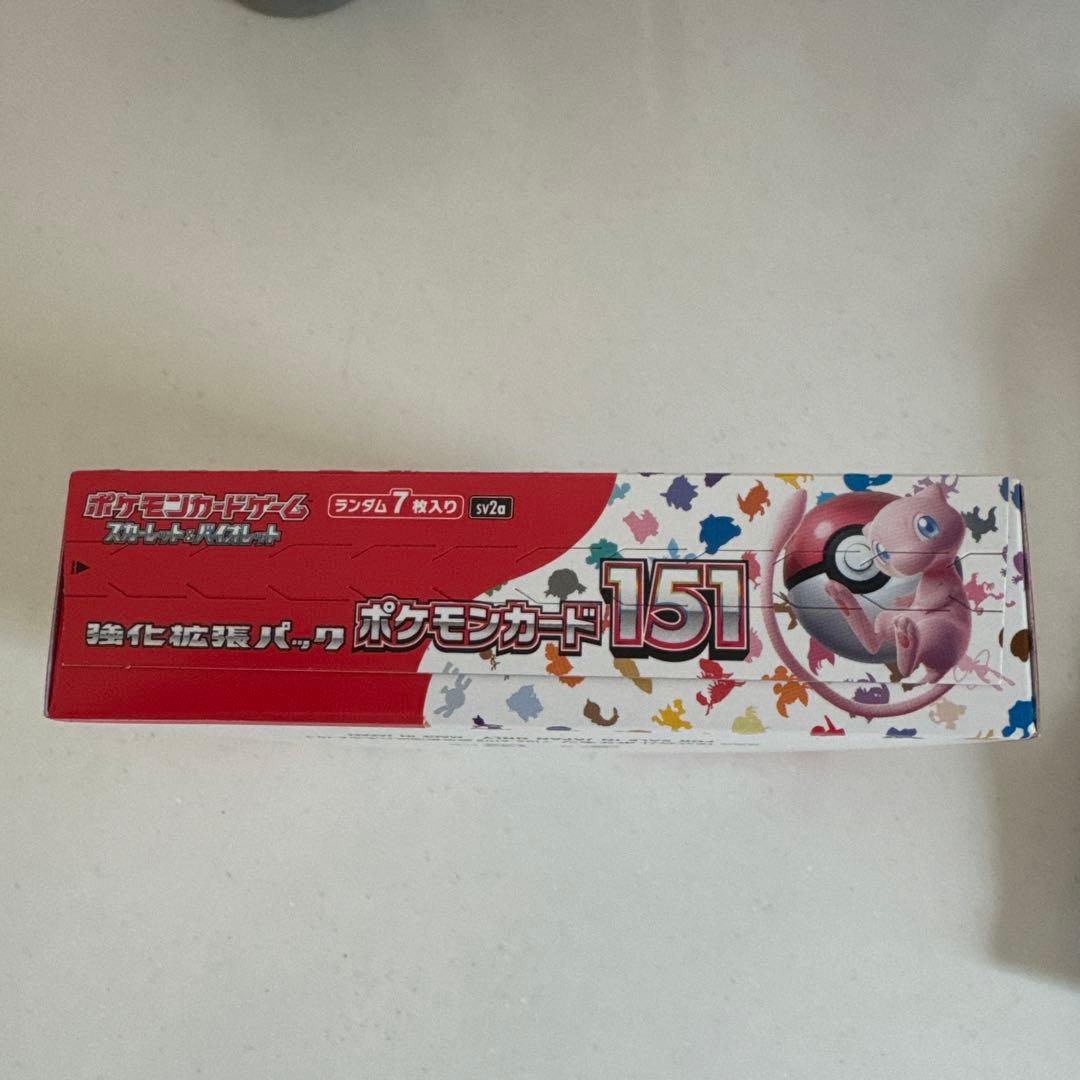 ポケモンカードゲーム
スカーレット&バイオレット
ランダム7枚入り
sv2a
強化拡張パック
ポケモンカード151